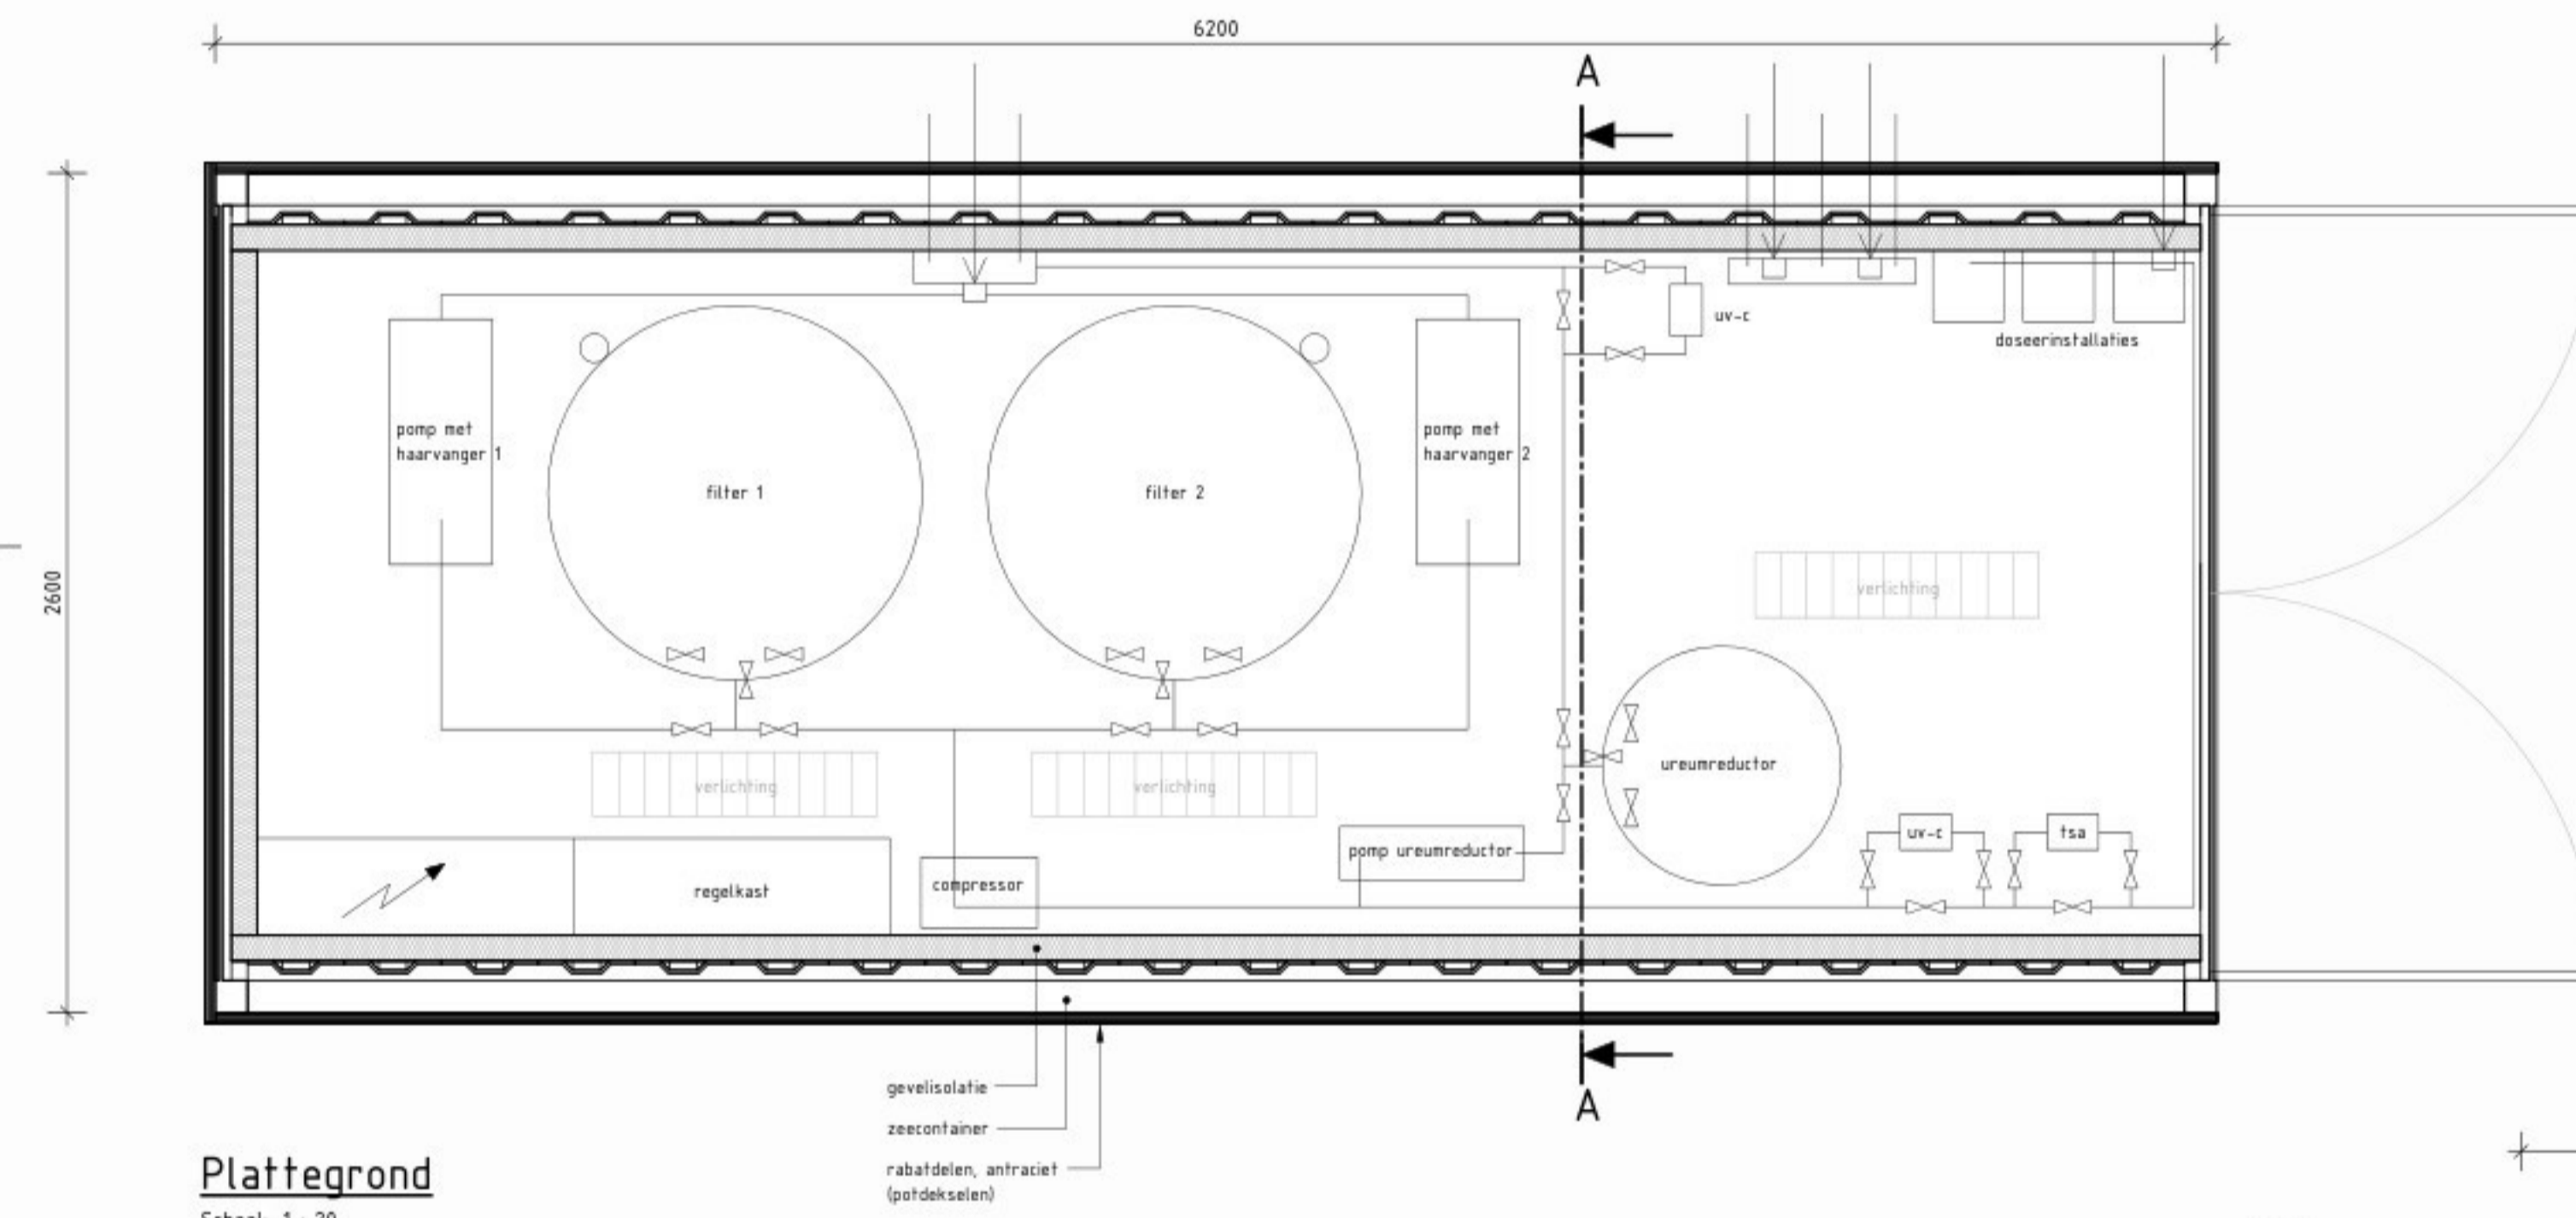 6200
A
2600
uv-c
doseerinstallaties
pomp met
haarvanger 1
filter 1
filter 2
pomp met
haarvanger 2
verlichting
verlichting
verlichting
ureumreductor
uv-c
tsa
pomp ureumreductor
compressor
regelkast
gevelisolatie
zeecontainer
rabatdelen, antraciet
(potdekselen)
A
Plattegrond